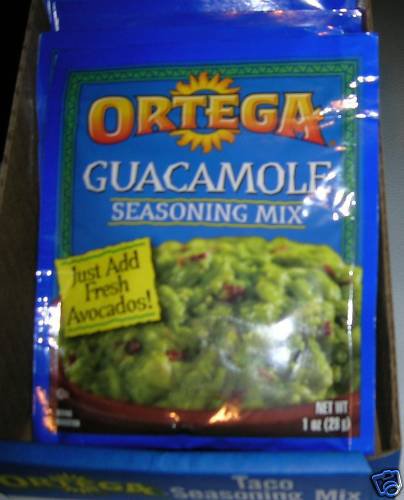 ORTEGA
GUACAMOLE
SEASONING MIX
Just Add
Fresh
Avocados!
NET WT
1 oz (28g)
ORTEGA
Taco
Seasoning Mix